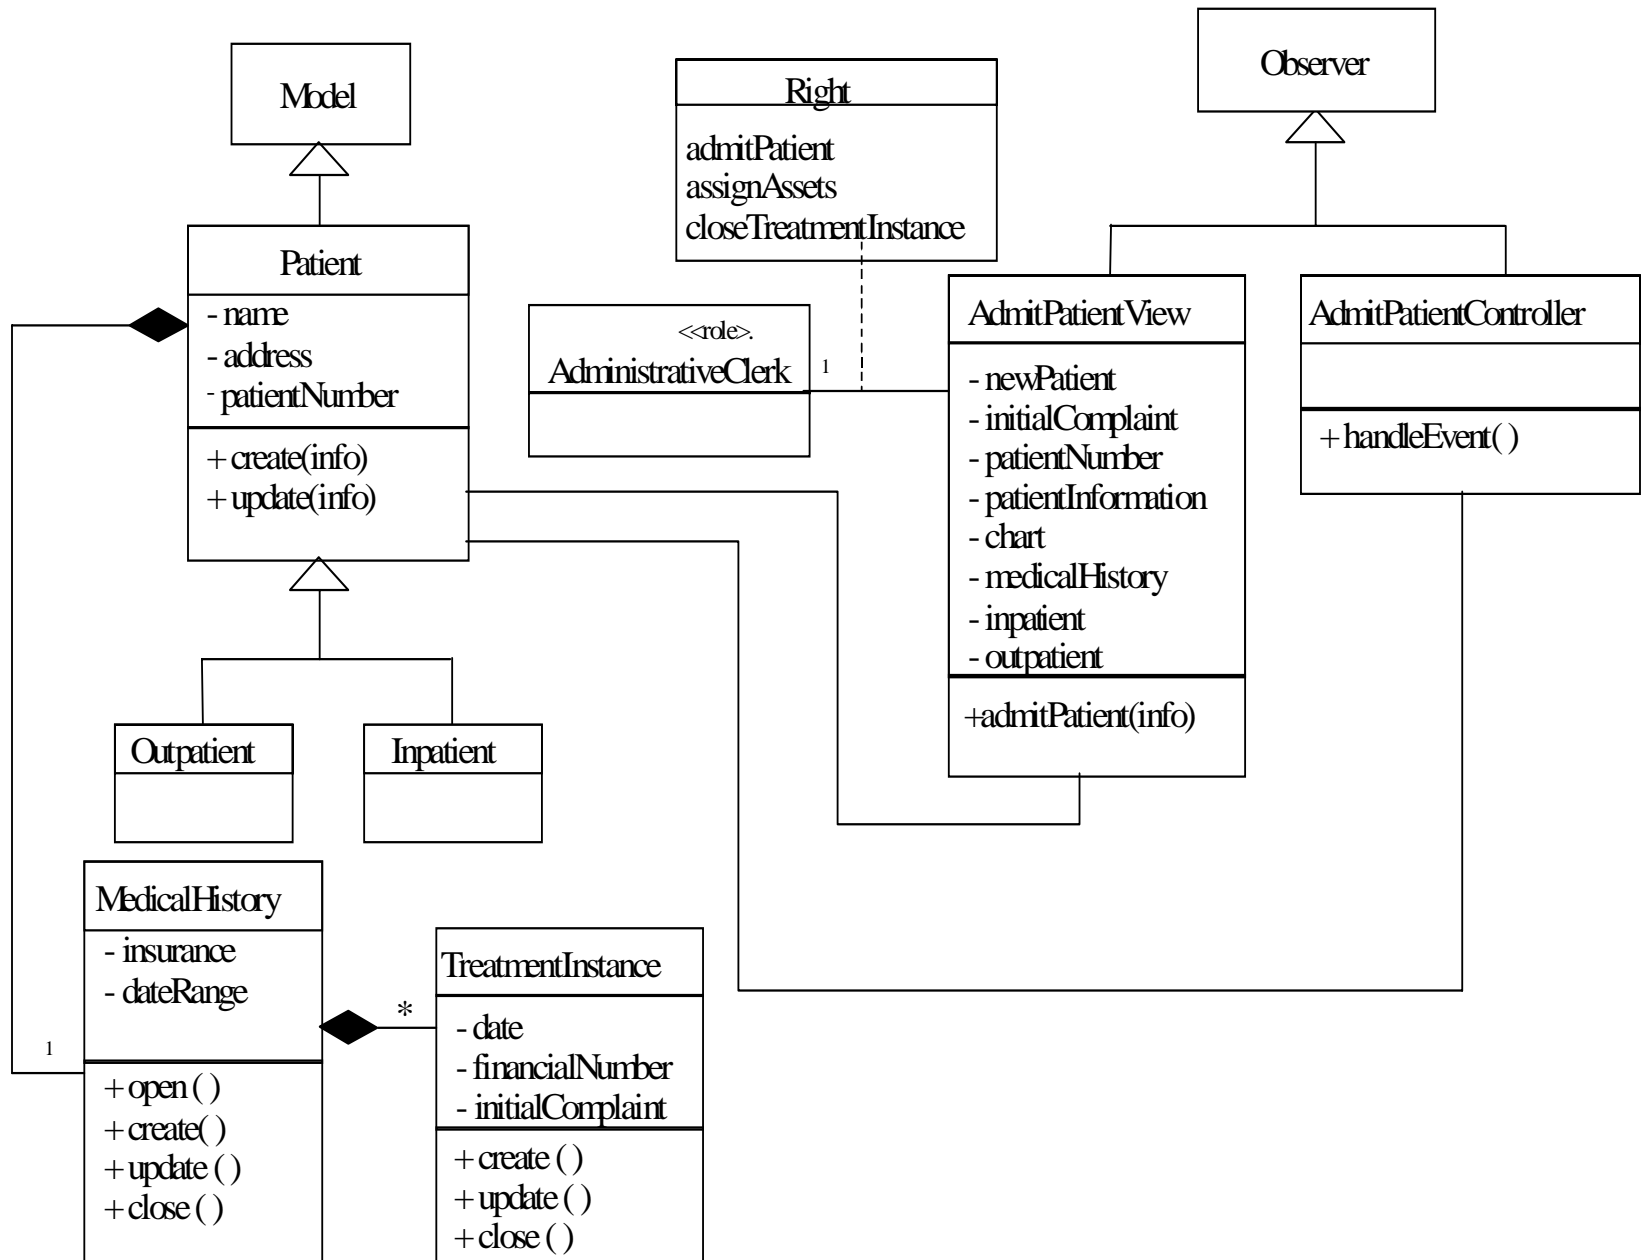 Model
Patient
- name
- address
- patientNumber
+ create(info)
+ update(info)
Outpatient
Inpatient
MedicalHistory
- insurance
- dateRange
+ open ( )
+ create( )
+ update ( )
+ close ( )
1
*
TreatmentInstance
- date
- financialNumber
- initialComplaint
+ create ( )
+ update ( )
+ close ( )
Right
admitPatient
assignAssets
closeTreatmentInstance
<<role>.
AdministrativeClerk
1
Observer
AdmitPatientView
- newPatient
- initialComplaint
- patientNumber
- patientInformation
- chart
- medicalHistory
- inpatient
- outpatient
+admitPatient(info)
AdmitPatientController
+ handleEvent( )